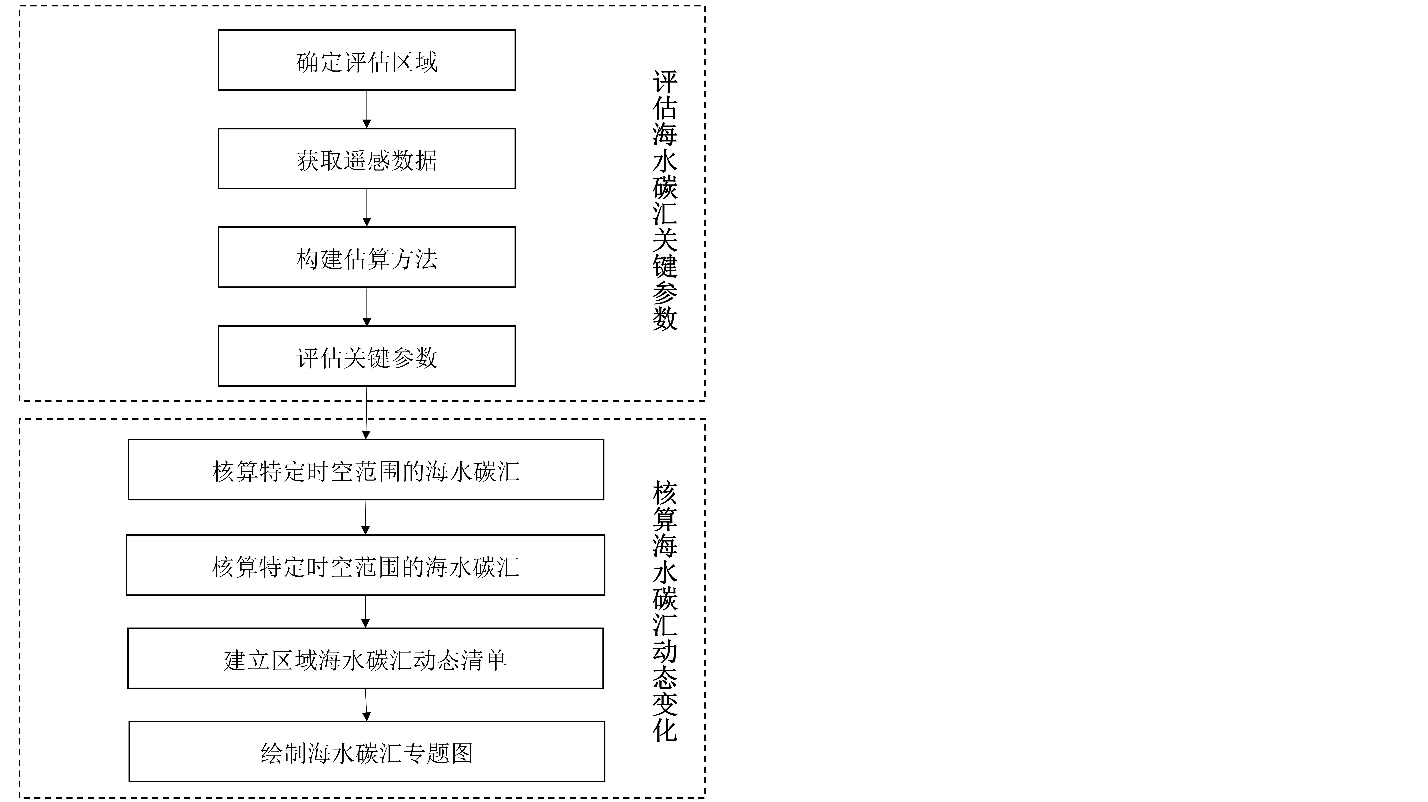 确定评估区域
获取遥感数据
构建估算方法
评估关键参数
评估海水碳汇关键参数
核算特定时空范围的海水碳汇
核算特定时空范围的海水碳汇
建立区域海水碳汇动态清单
绘制海水碳汇专题图
核算海水碳汇动态变化